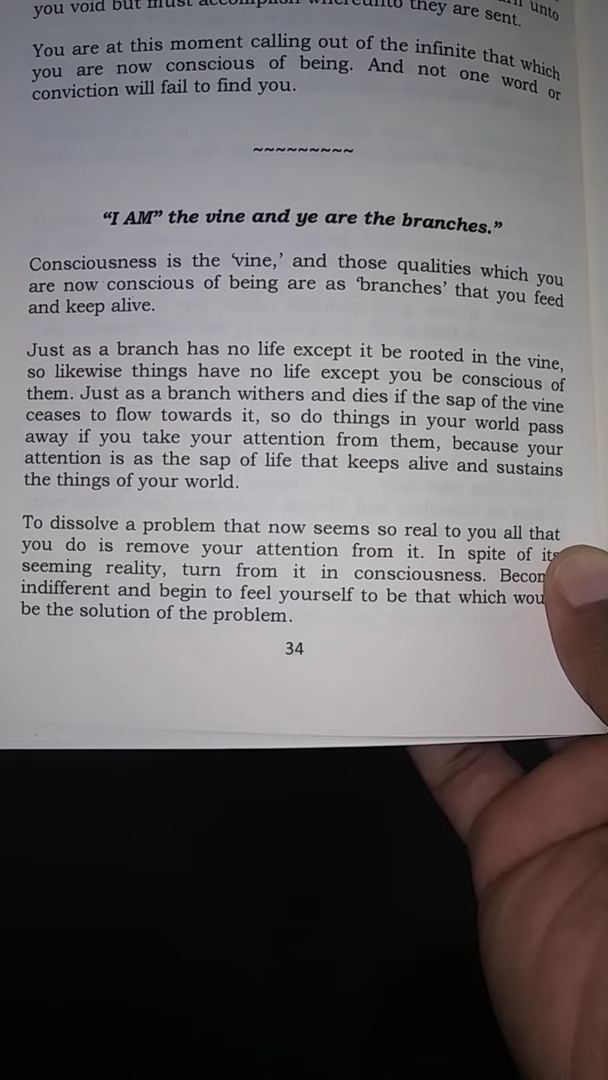 you void but must accomplish whereunto they are sent.
unto
You are at this moment calling out of the infinite that which
you are now conscious of being. And not one word or
conviction will fail to find you.
~~~~~~~~~
“I AM” the vine and ye are the branches.”
Consciousness is the ‘vine,’ and those qualities which you
are now conscious of being are as ‘branches’ that you feed
and keep alive.
Just as a branch has no life except it be rooted in the vine,
so likewise things have no life except you be conscious of
them. Just as a branch withers and dies if the sap of the vine
ceases to flow towards it, so do things in your world pass
away if you take your attention from them, because your
attention is as the sap of life that keeps alive and sustains
the things of your world.
To dissolve a problem that now seems so real to you all that
you do is remove your attention from it. In spite of its
seeming reality, turn from it in consciousness. Becom
indifferent and begin to feel yourself to be that which wou
be the solution of the problem.
34